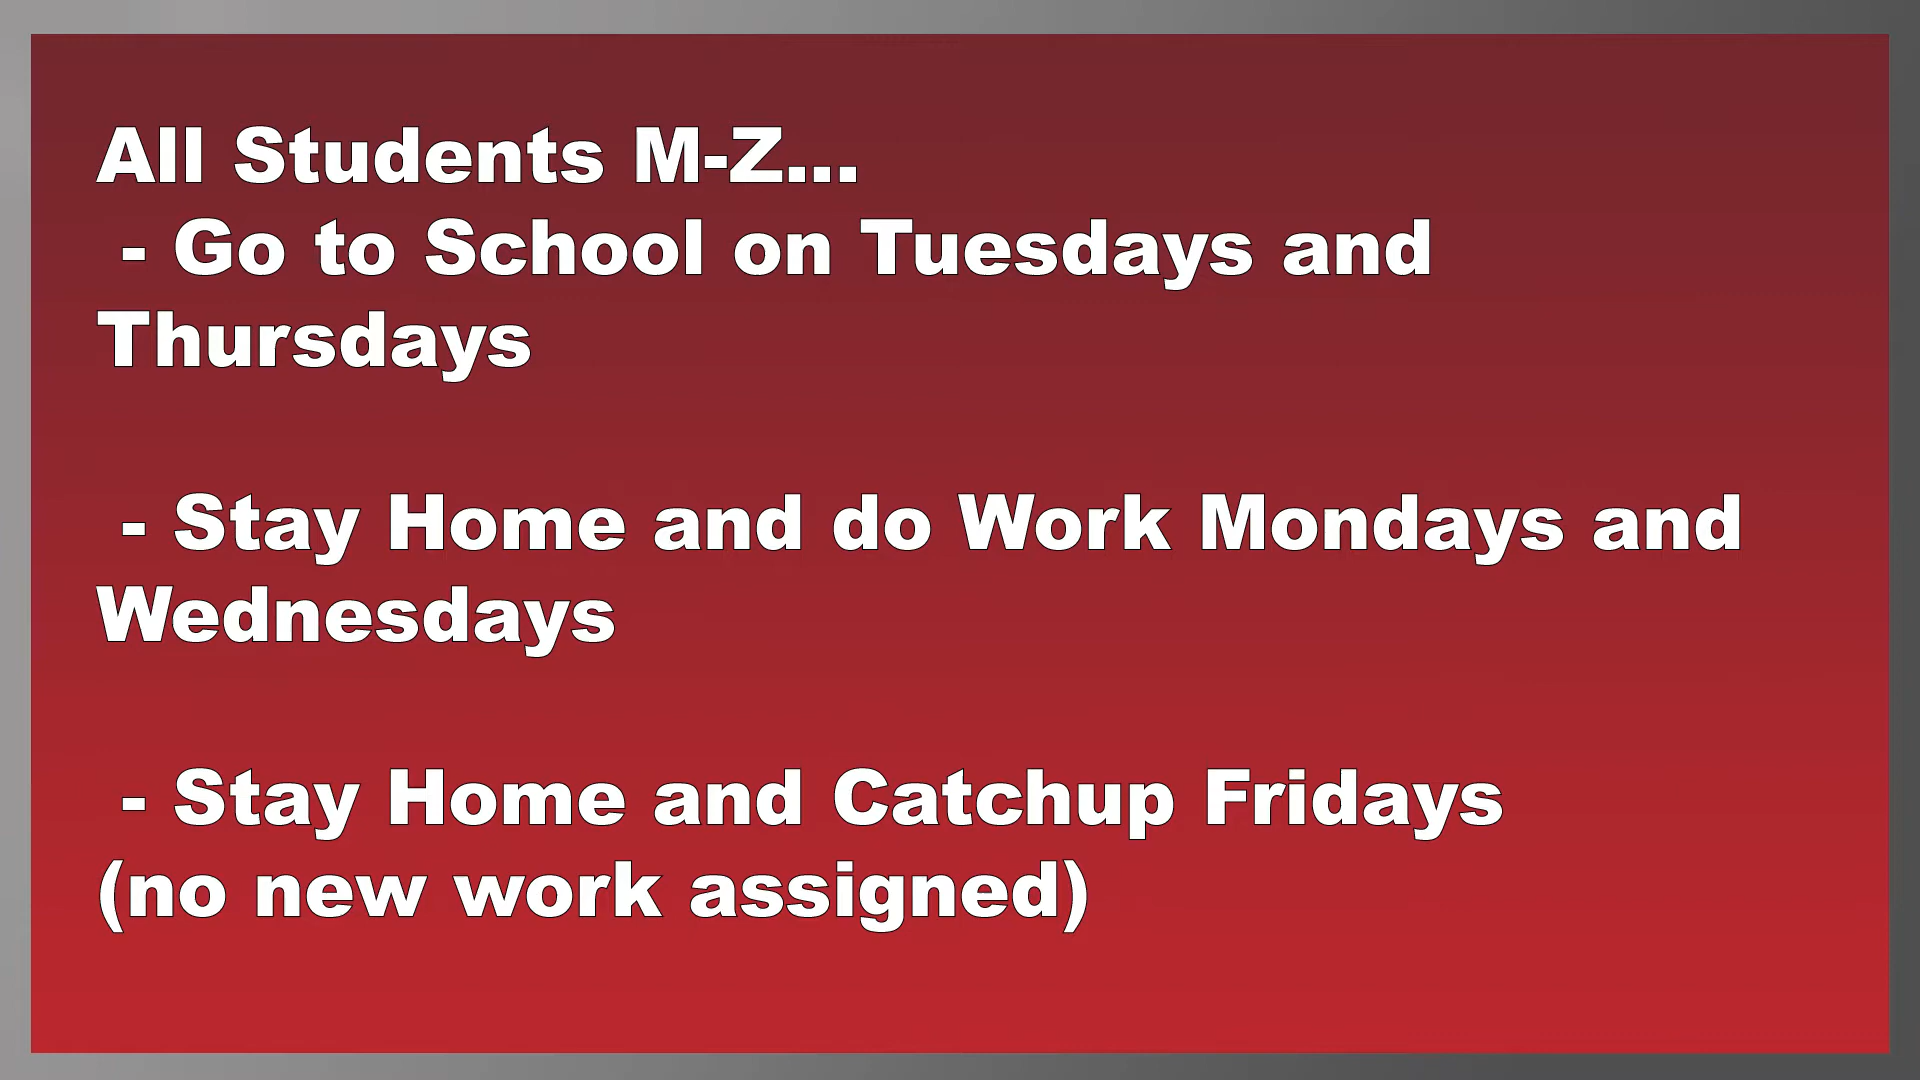 All Students M-Z...
- Go to School on Tuesdays and
Thursdays
- Stay Home and do Work Mondays and
Wednesdays
- Stay Home and Catchup Fridays
(no new work assigned)